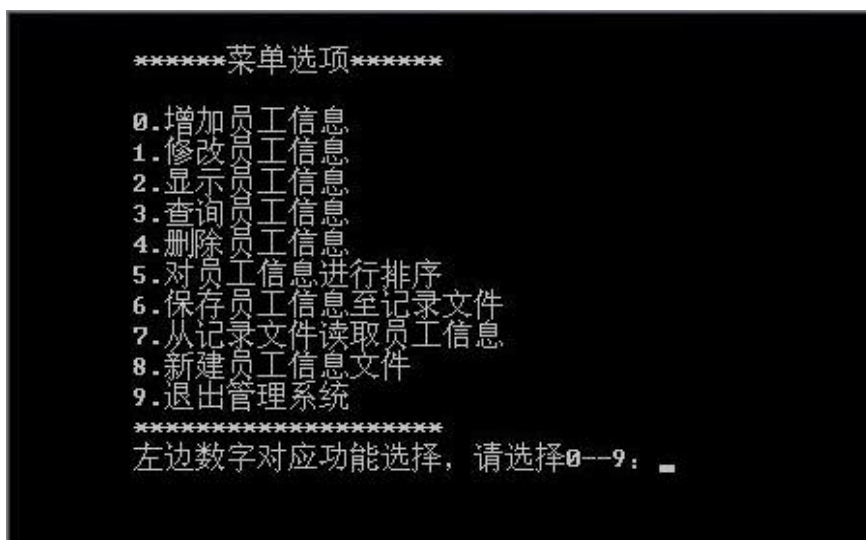 ******菜单选项******
0.增加员工信息
1.修改员工信息
2.显示员工信息
3.查询员工信息
4.删除员工信息
5.对员工信息进行排序
6.保存员工信息至记录文件
7.从记录文件读取员工信息
8.新建员工信息文件
9.退出管理系统
********************
左边数字对应功能选择，请选择0--9：